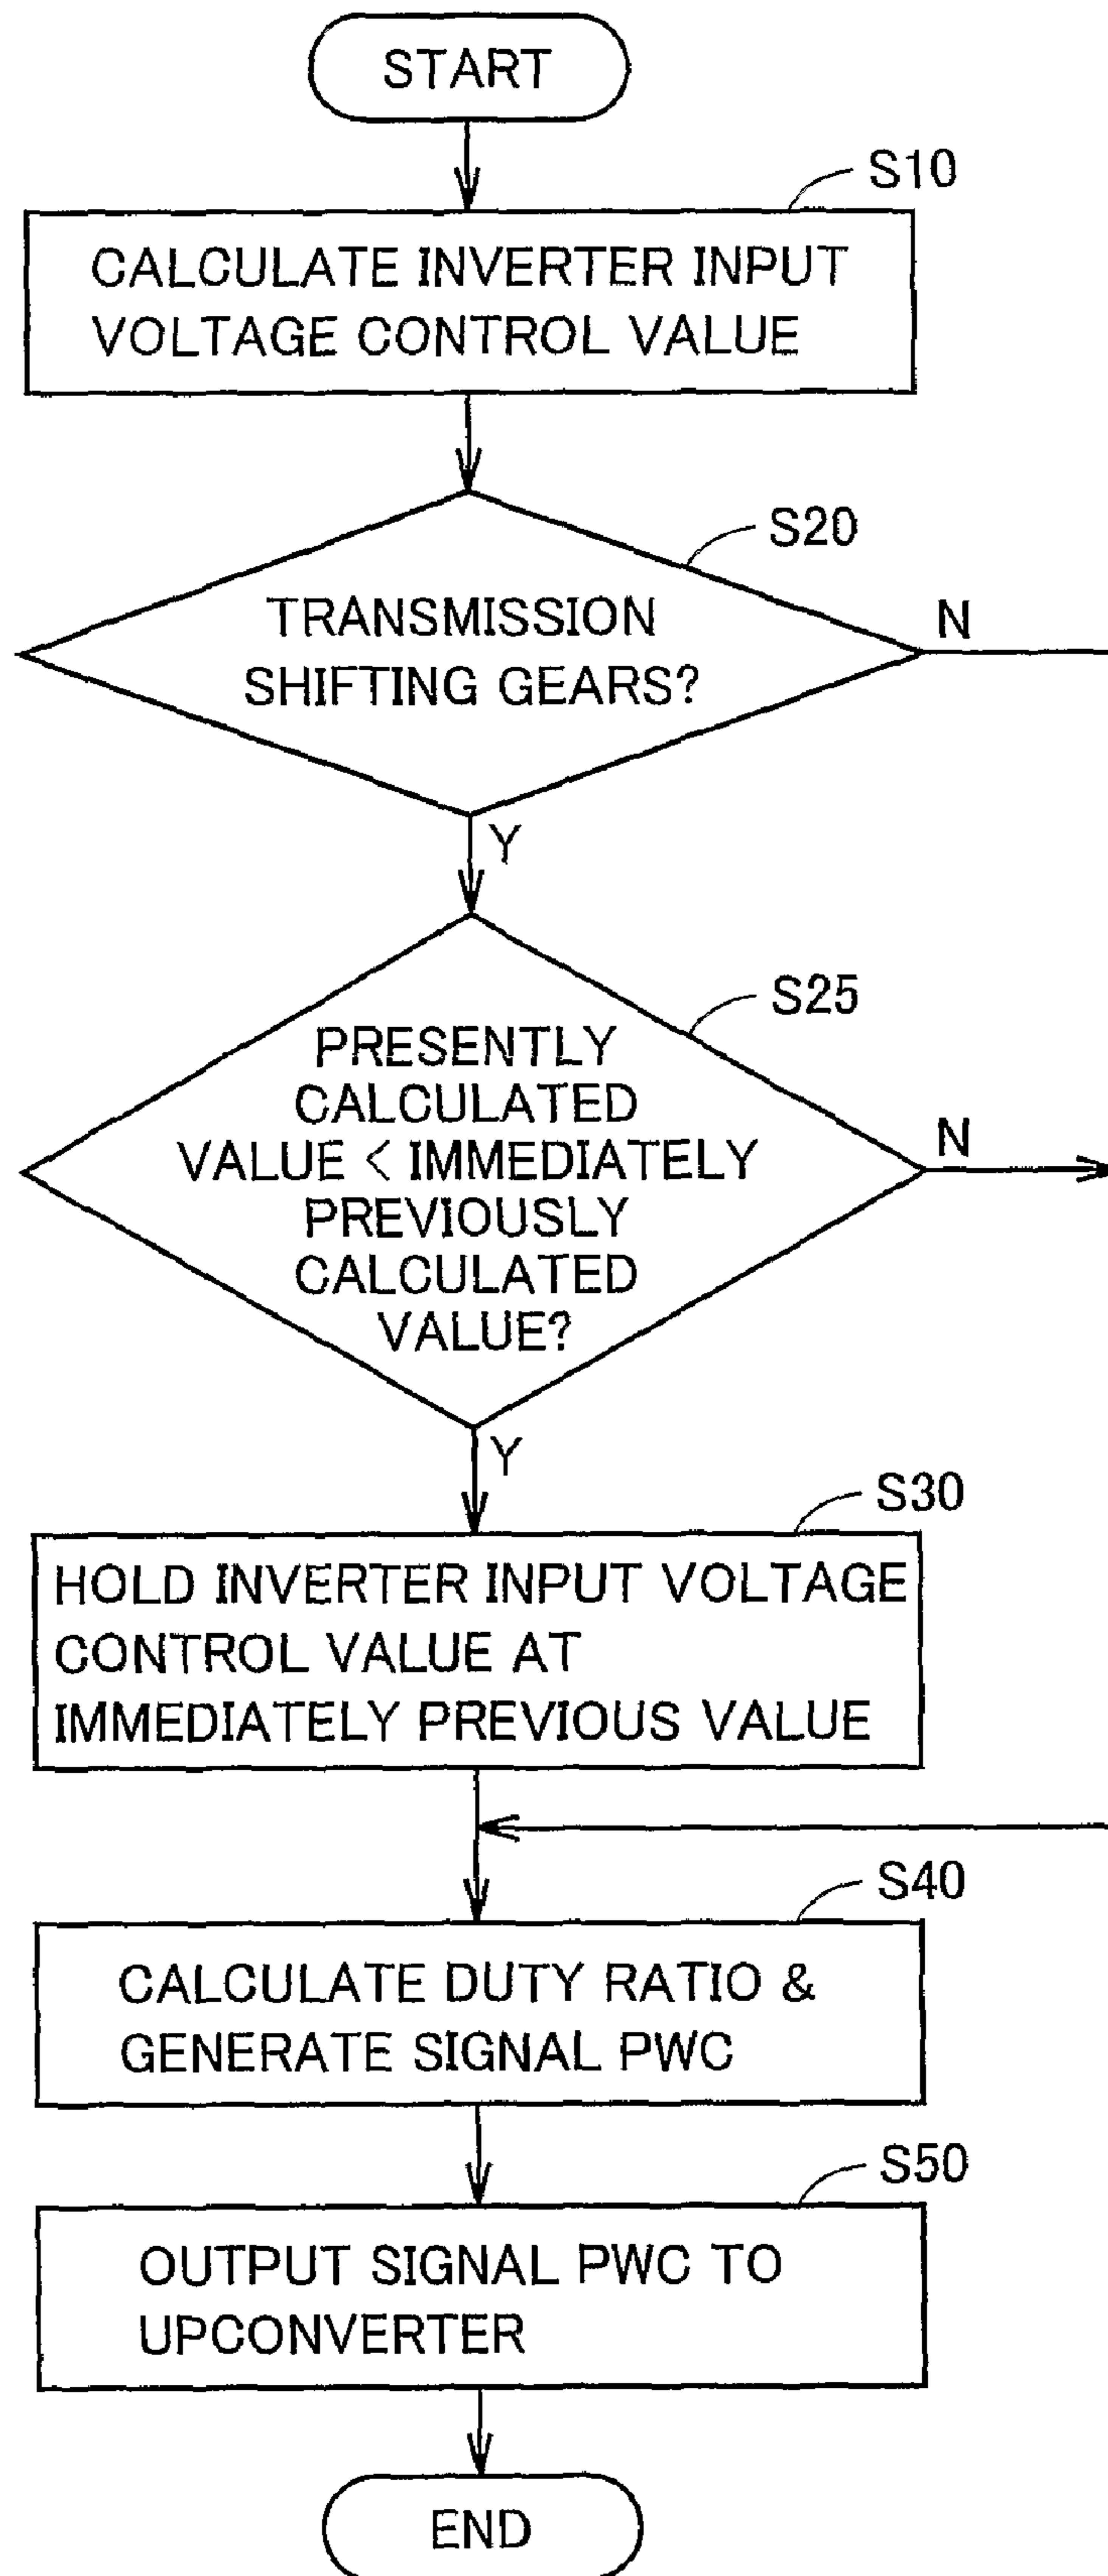 START
S10
CALCULATE INVERTER INPUT
VOLTAGE CONTROL VALUE
S20
TRANSMISSION
SHIFTING GEARS?
N
Y
S25
PRESENTLY
CALCULATED
VALUE < IMMEDIATELY
PREVIOUSLY
CALCULATED
VALUE?
N
Y
S30
HOLD INVERTER INPUT VOLTAGE
CONTROL VALUE AT
IMMEDIATELY PREVIOUS VALUE
S40
CALCULATE DUTY RATIO &
GENERATE SIGNAL PWC
S50
OUTPUT SIGNAL PWC TO
UPCONVERTER
END